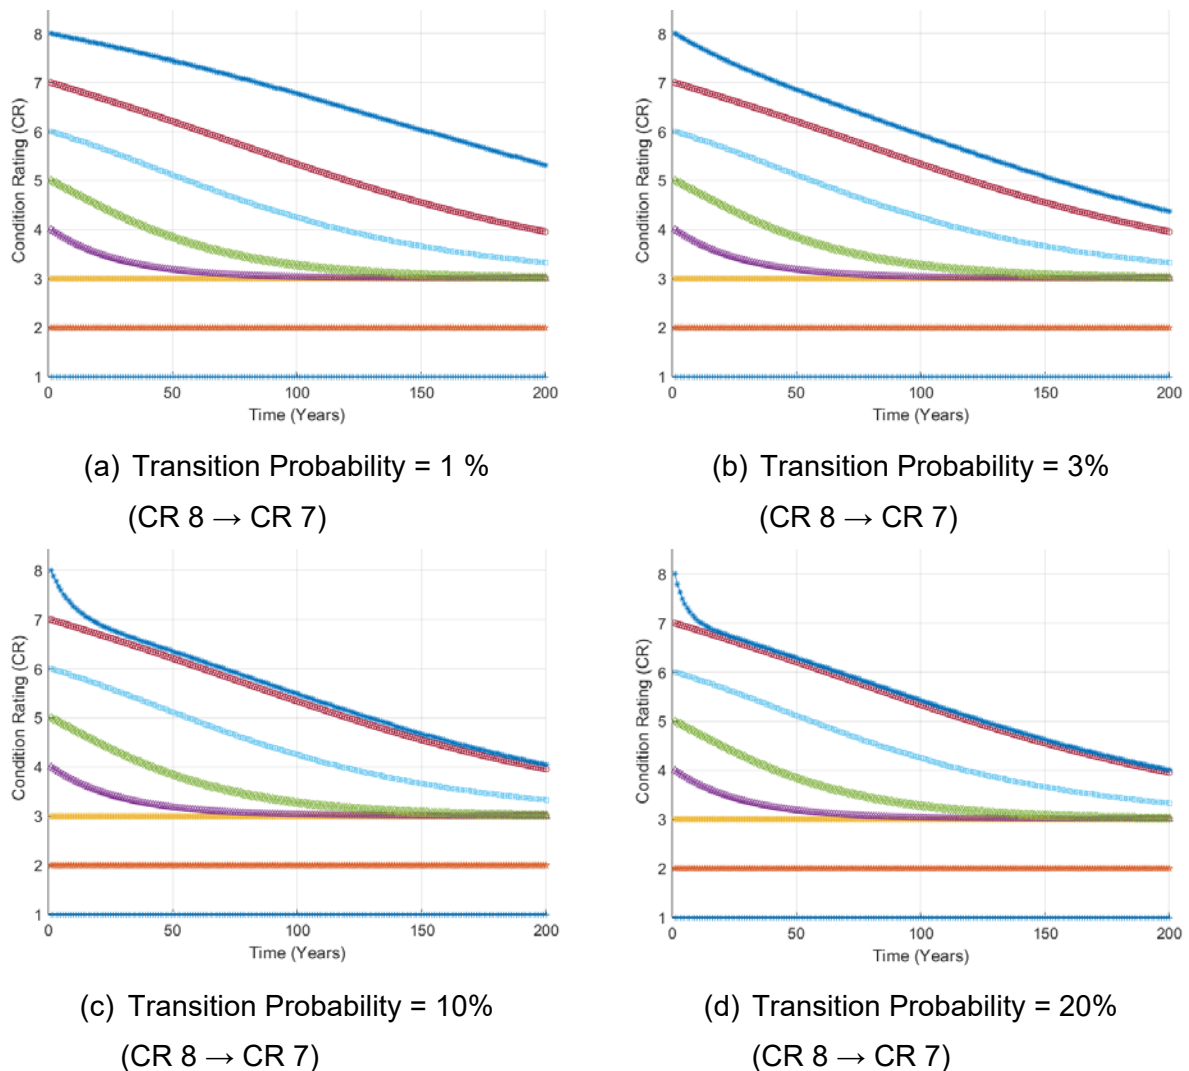 8
7
6
5
4
3
2
1
Condition Rating (CR)
0 50 100 150 200
Time (Years)
8
7
6
5
4
3
2
1
Condition Rating (CR)
0 50 100 150 200
Time (Years)
(a) Transition Probability = 1 %
(CR 8 → CR 7)
(b) Transition Probability = 3%
(CR 8 → CR 7)
8
7
6
5
4
3
2
1
Condition Rating (CR)
0 50 100 150 200
Time (Years)
8
7
6
5
4
3
2
1
Condition Rating (CR)
0 50 100 150 200
Time (Years)
(c) Transition Probability = 10%
(CR 8 → CR 7)
(d) Transition Probability = 20%
(CR 8 → CR 7)